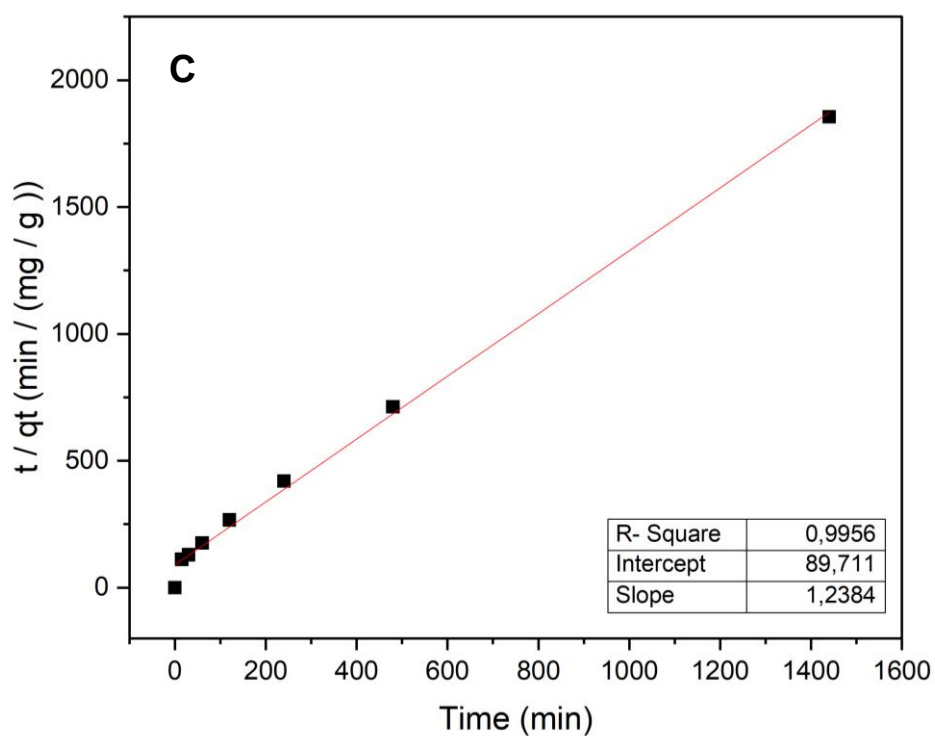 C
t / qt (min / (mg / g ))
2000
1500
1000
500
0
R- Square 0,9956
Intercept 89,711
Slope 1,2384
0 200 400 600 800 1000 1200 1400 1600
Time (min)